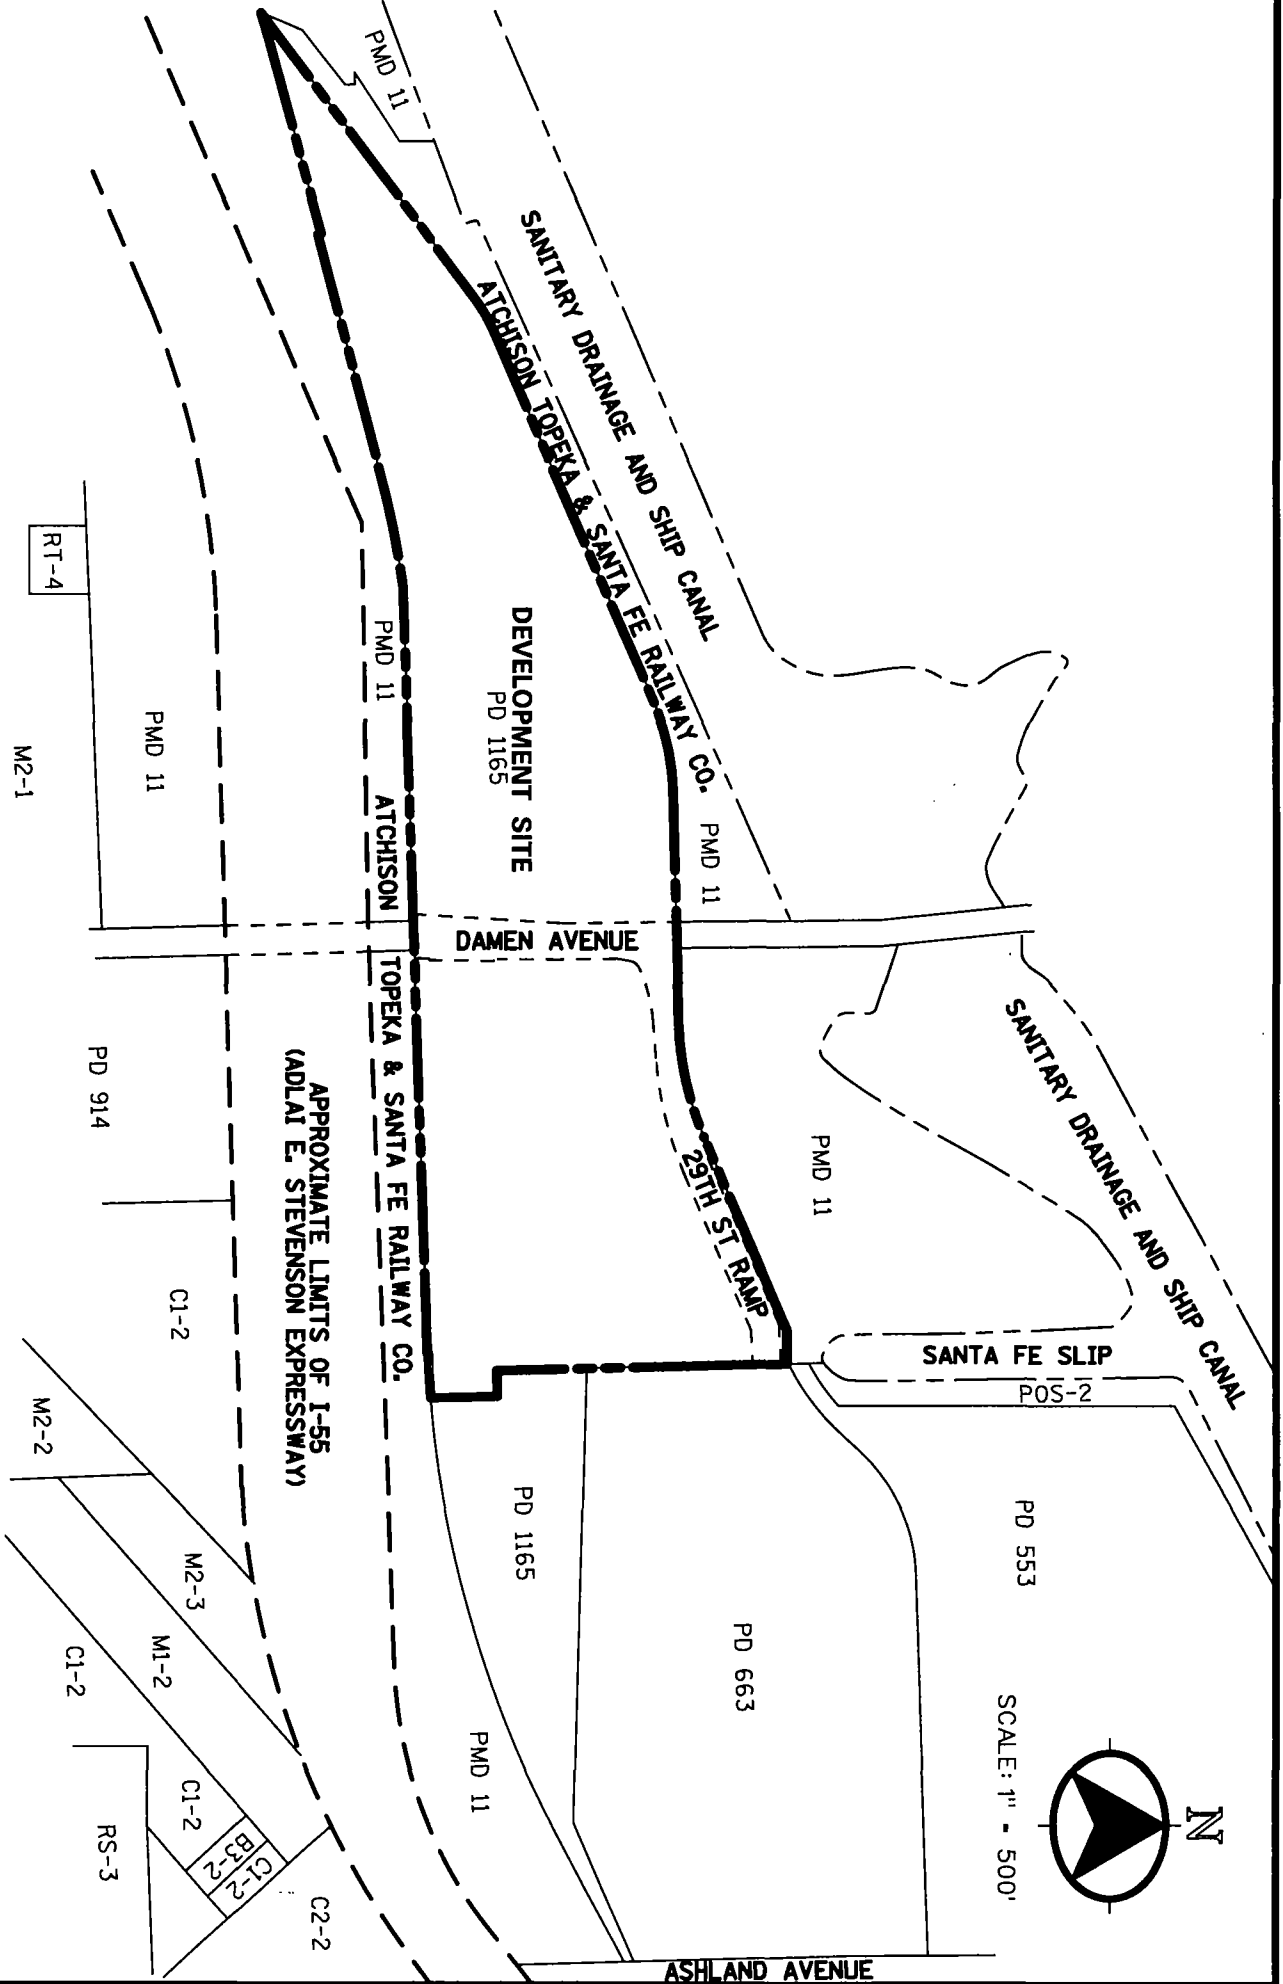 N
SCALE: 1" = 500'
SANITARY DRAINAGE AND SHIP CANAL
SANITARY DRAINAGE AND SHIP CANAL
PMD 11
ATCHISON TOPEKA & SANTA FE RAILWAY CO.
PMD 11
PMD 11
SANTA FE SLIP
POS-2
PD 553
DAMEN AVENUE
29TH ST RAMP
DEVELOPMENT SITE
PD 1165
PD 663
PD 1165
ASHLAND AVENUE
PMD 11
ATCHISON
TOPEKA & SANTA FE RAILWAY CO.
PMD 11
APPROXIMATE LIMITS OF I-55
(ADLAI E. STEVENSON EXPRESSWAY)
PMD 11
RT-4
M2-1
PD 914
C1-2
M2-2
M2-3
M1-2
C1-2
C1-2
B3-2
C1-2
C2-2
RS-3